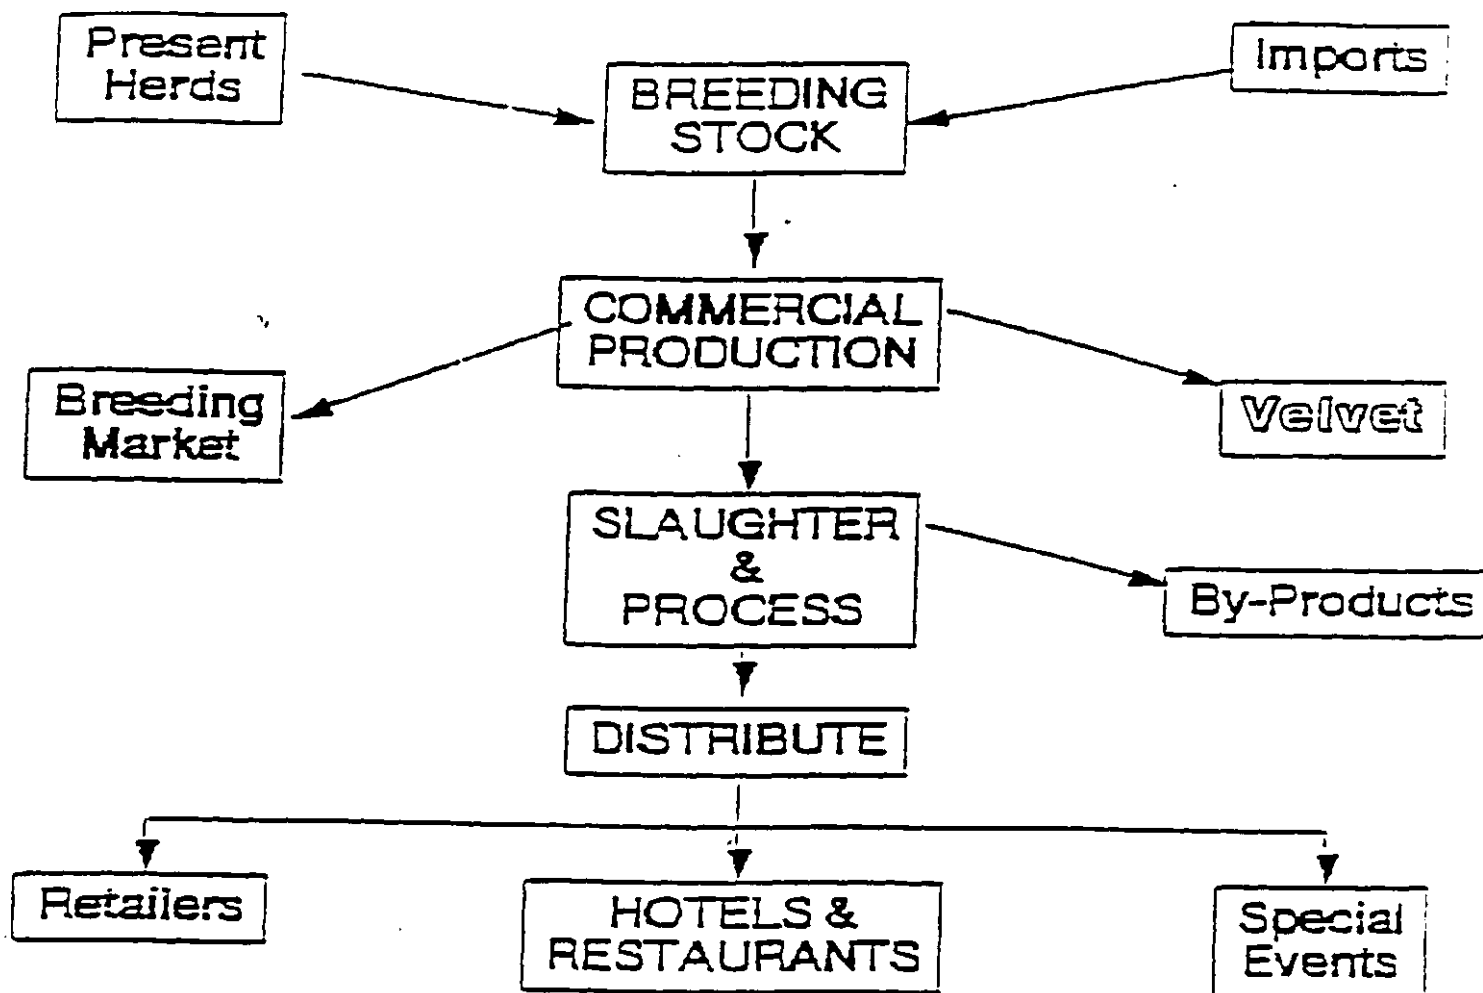 Present
Herds
Imports
BREEDING
STOCK
COMMERCIAL
PRODUCTION
Breeding
Market
Velvet
SLAUGHTER
&
PROCESS
By-Products
DISTRIBUTE
Retailers
HOTELS &
RESTAURANTS
Special
Events